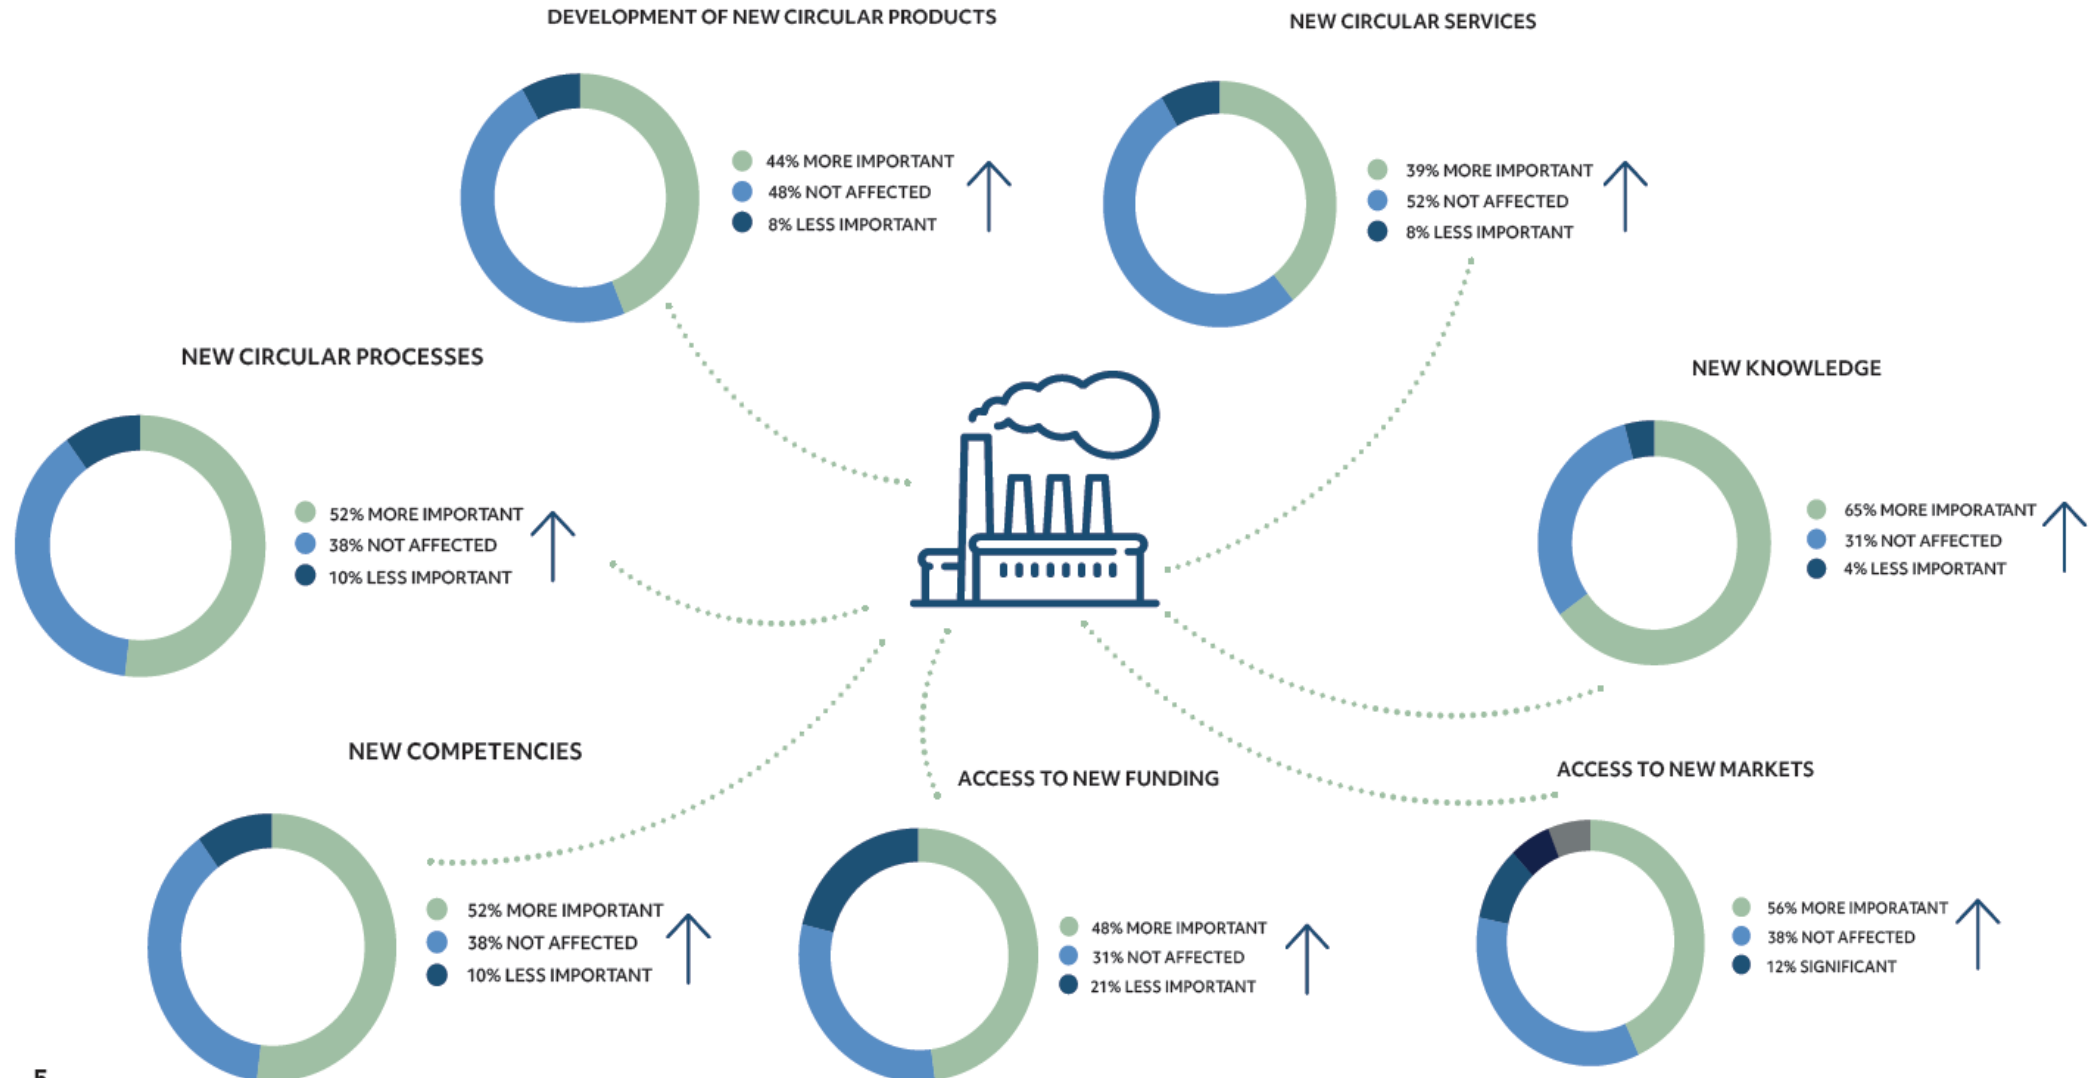 DEVELOPMENT OF NEW CIRCULAR PRODUCTS
44% MORE IMPORTANT
48% NOT AFFECTED
8% LESS IMPORTANT
NEW CIRCULAR SERVICES
39% MORE IMPORTANT
52% NOT AFFECTED
8% LESS IMPORTANT
NEW CIRCULAR PROCESSES
52% MORE IMPORTANT
38% NOT AFFECTED
10% LESS IMPORTANT
NEW KNOWLEDGE
65% MORE IMPORATANT
31% NOT AFFECTED
4% LESS IMPORTANT
NEW COMPETENCIES
52% MORE IMPORTANT
38% NOT AFFECTED
10% LESS IMPORTANT
ACCESS TO NEW FUNDING
48% MORE IMPORTANT
31% NOT AFFECTED
21% LESS IMPORTANT
ACCESS TO NEW MARKETS
56% MORE IMPORATANT
38% NOT AFFECTED
12% SIGNIFICANT
5